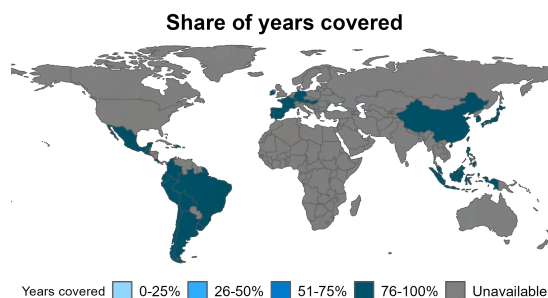 Share of years covered
Years covered 0-25% 26-50% 51-75% 76-100% Unavailable